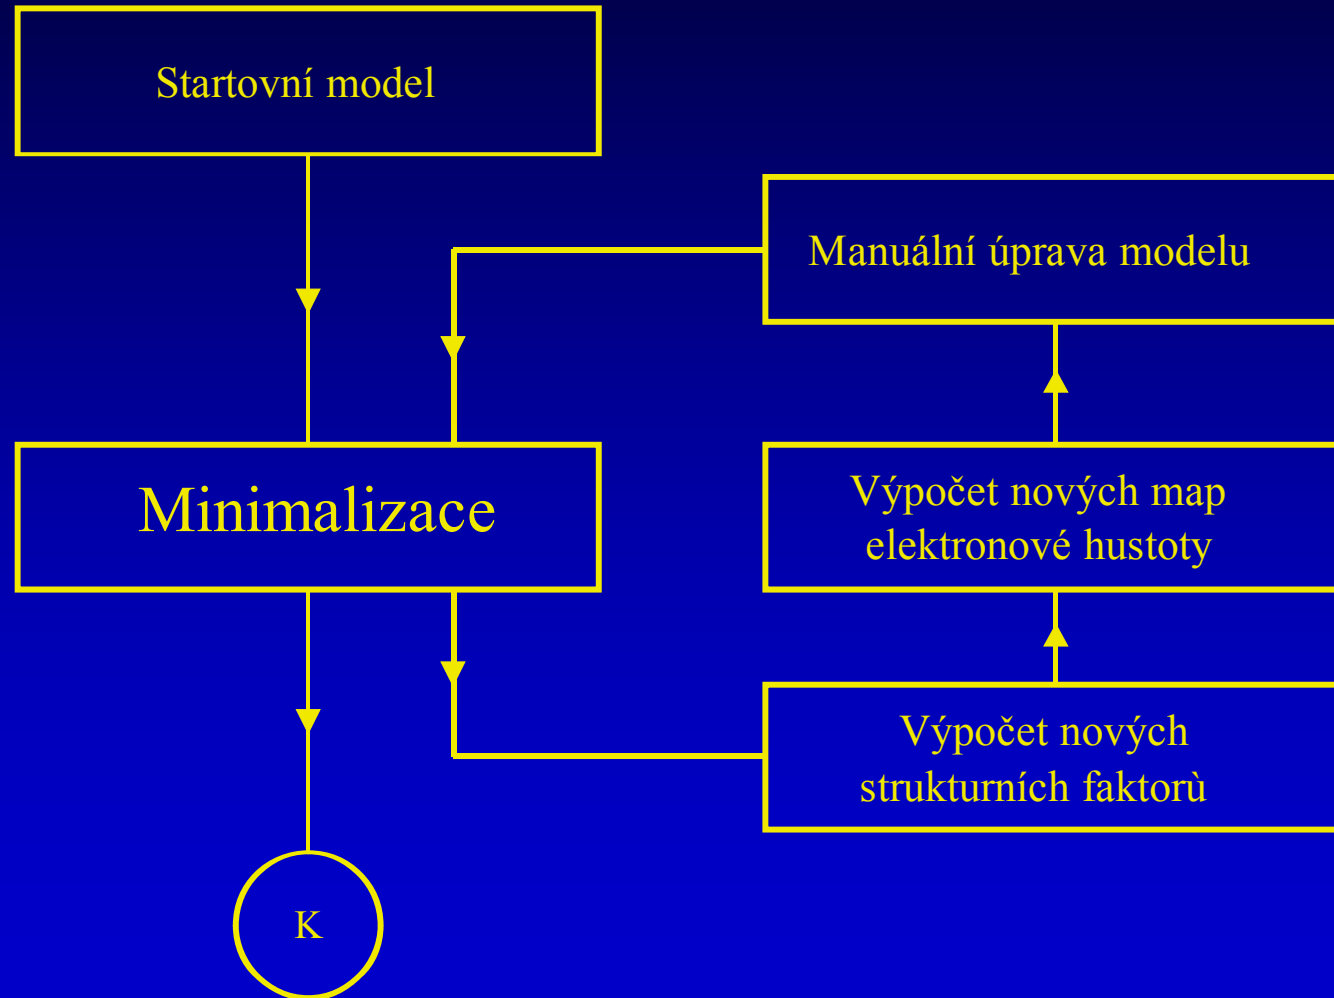 Startovní model
Manuální úprava modelu
Minimalizace
Výpočet nových map
elektronové hustoty
Výpočet nových
strukturních faktorù
K